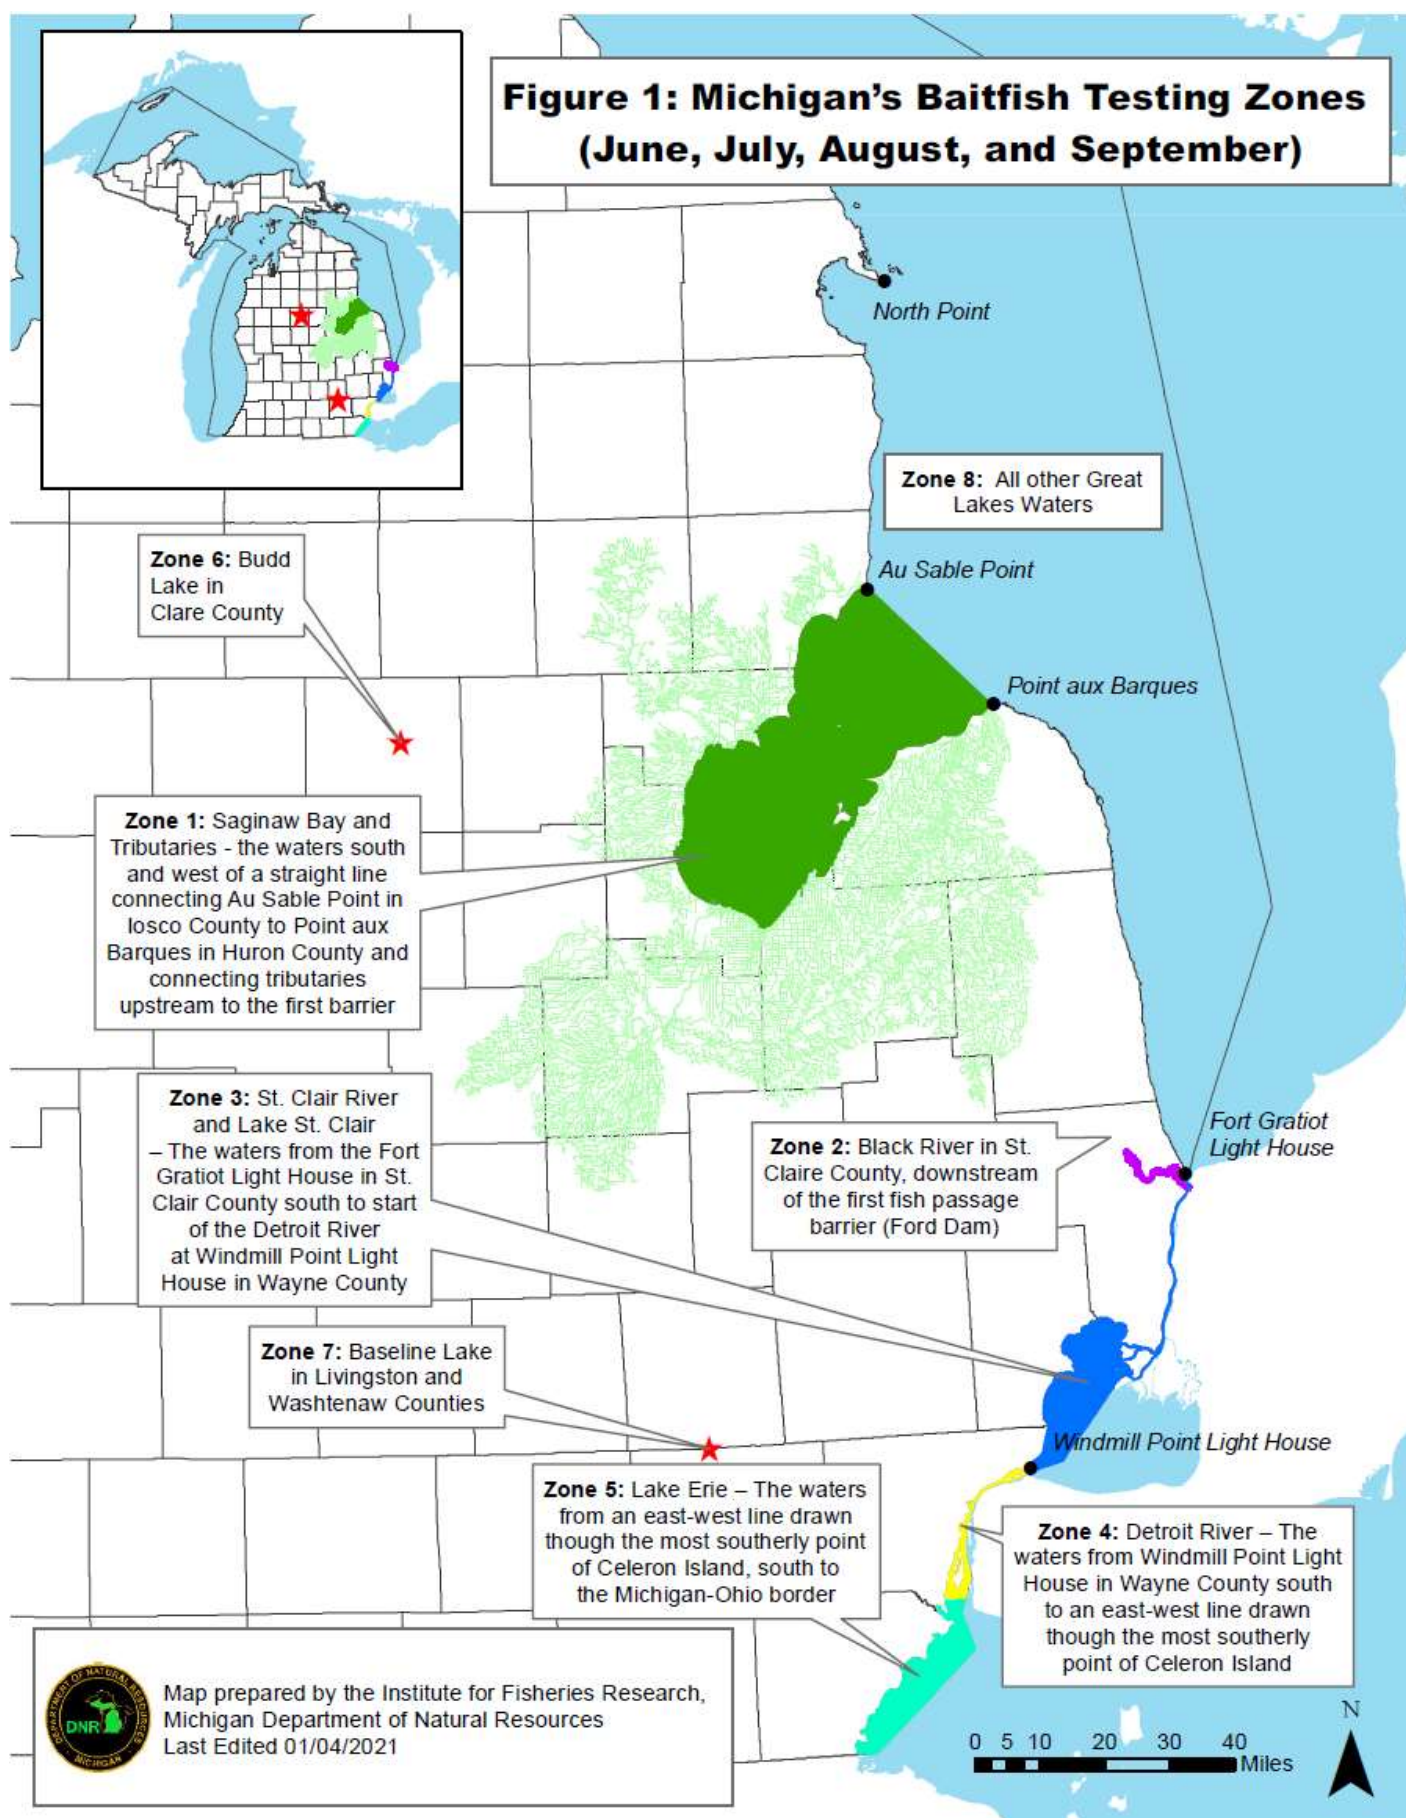 Figure 1: Michigan's Baitfish Testing Zones
(June, July, August, and September)
North Point
Zone 8: All other Great
Lakes Waters
Zone 6: Budd
Lake in
Clare County
Au Sable Point
Point aux Barques
Zone 1: Saginaw Bay and
Tributaries - the waters south
and west of a straight line
connecting Au Sable Point in
Iosco County to Point aux
Barques in Huron County and
connecting tributaries
upstream to the first barrier
Zone 3: St. Clair River
and Lake St. Clair
– The waters from the Fort
Gratiot Light House in St.
Clair County south to start
of the Detroit River
at Windmill Point Light
House in Wayne County
Zone 2: Black River in St.
Claire County, downstream
of the first fish passage
barrier (Ford Dam)
Fort Gratiot
Light House
Zone 7: Baseline Lake
in Livingston and
Washtenaw Counties
Windmill Point Light House
Zone 5: Lake Erie – The waters
from an east-west line drawn
though the most southerly point
of Celeron Island, south to
the Michigan-Ohio border
Zone 4: Detroit River – The
waters from Windmill Point Light
House in Wayne County south
to an east-west line drawn
though the most southerly
point of Celeron Island
DEPARTMENT OF NATURAL RESOURCES
DNR
MICHIGAN
Map prepared by the Institute for Fisheries Research,
Michigan Department of Natural Resources
Last Edited 01/04/2021
N
0 5 10 20 30 40
Miles